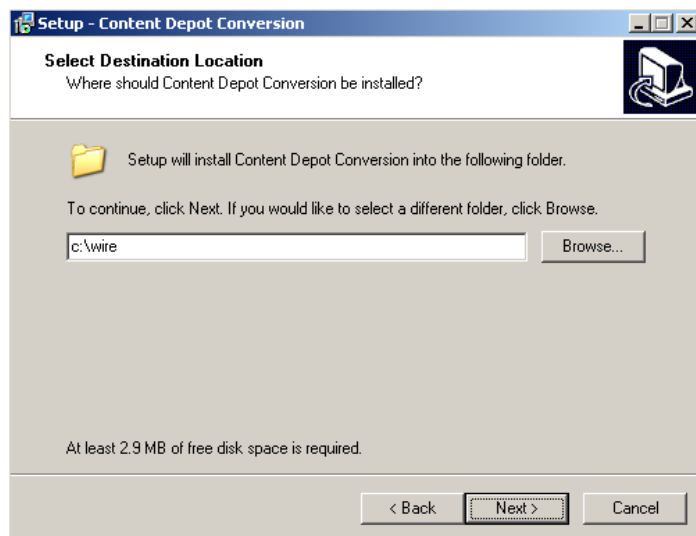 Setup - Content Depot Conversion
Select Destination Location
Where should Content Depot Conversion be installed?
Setup will install Content Depot Conversion into the following folder.
To continue, click Next. If you would like to select a different folder, click Browse.
c:\wire
Browse...
At least 2.9 MB of free disk space is required.
< Back
Next >
Cancel